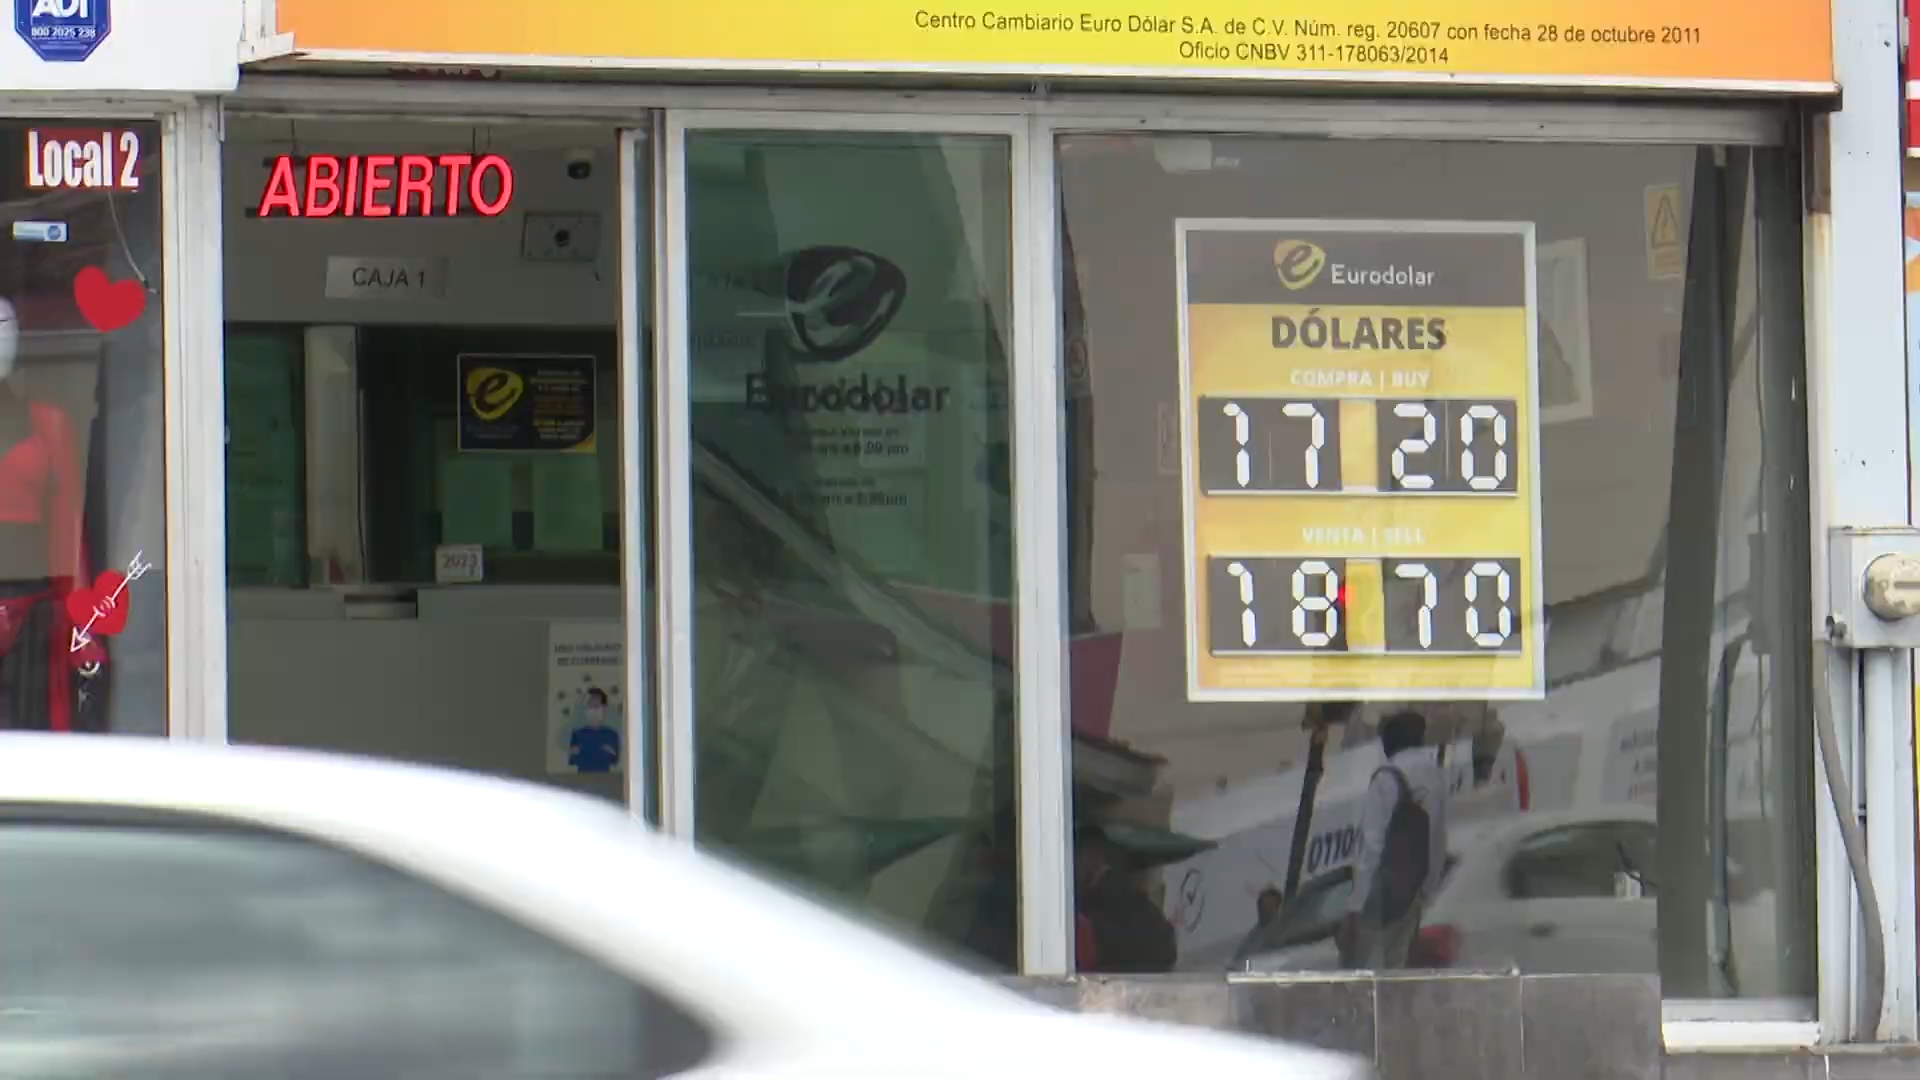 ADT
800 2025 238
Centro Cambiario Euro Dólar S.A. de C.V. Núm. reg. 20607 con fecha 28 de octubre 2011
Oficio CNBV 311-178063/2014
Local 2
ABIERTO
CAJA 1
Eurodolar
Eurodolar
DÓLARES
COMPRA | BUY
17 20
VENTA | SELL
18 70
2023
0110